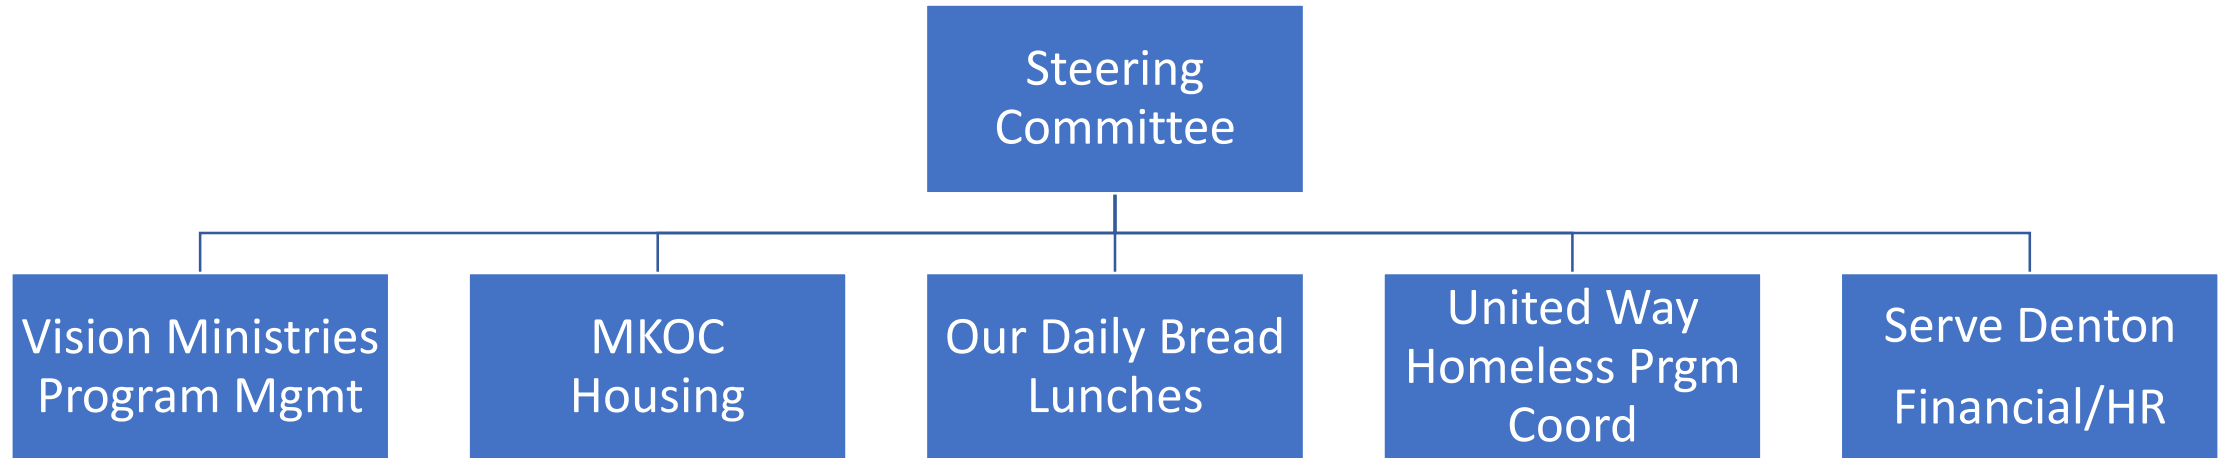 Steering
Committee
Vision Ministries
Program Mgmt
MKOC
Housing
Our Daily Bread
Lunches
United Way
Homeless Prgm
Coord
Serve Denton
Financial/HR